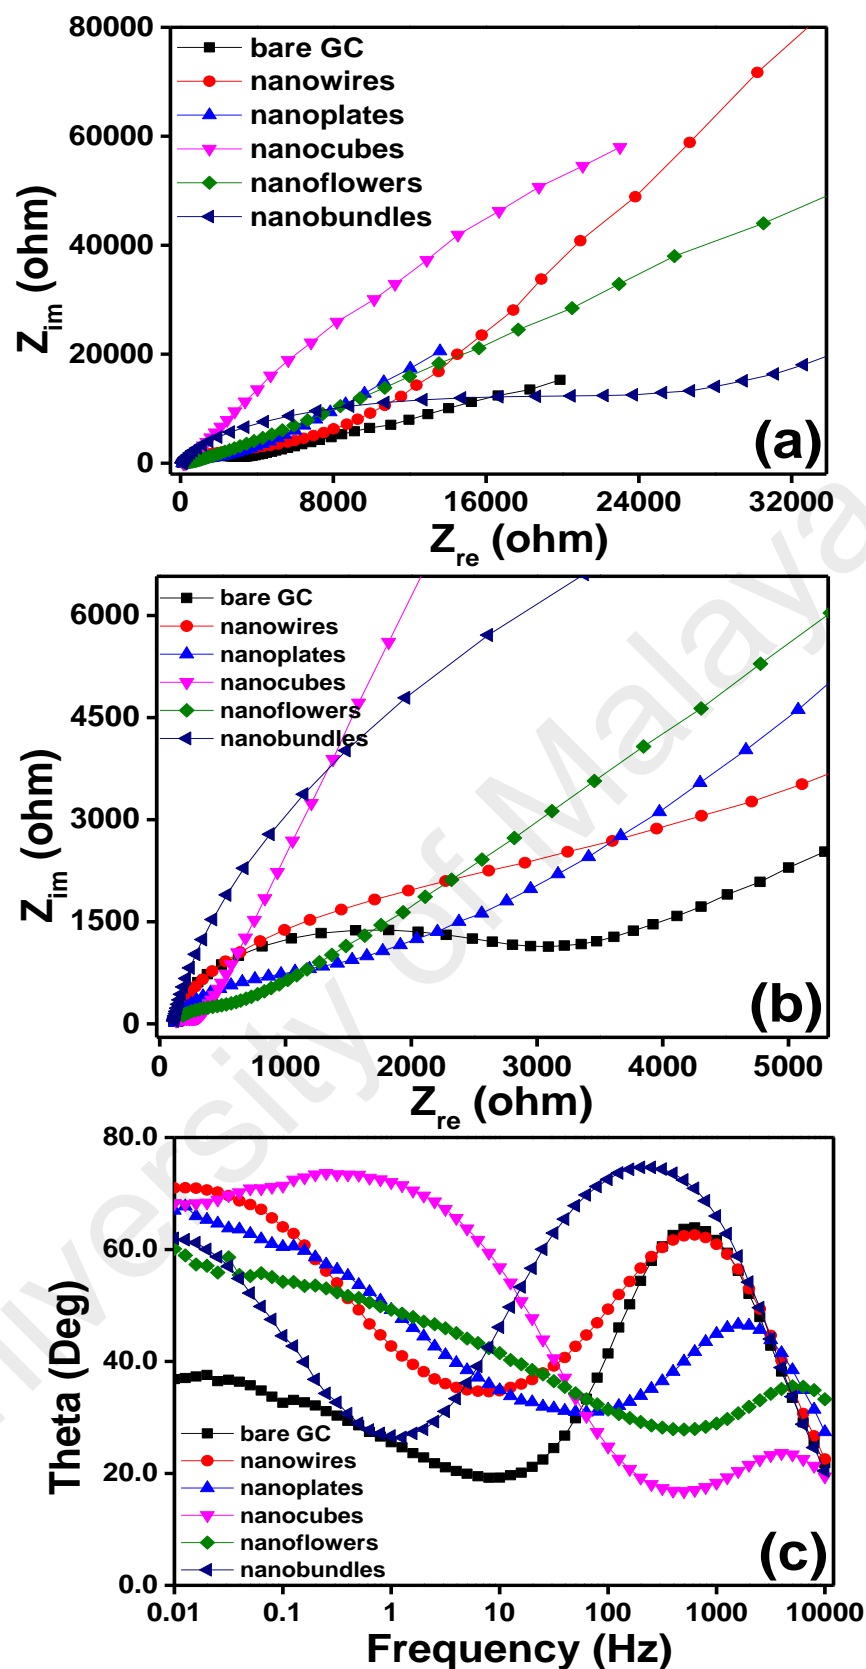 80000
60000
40000
20000
0
Z_im (ohm)
bare GC
nanowires
nanoplates
nanocubes
nanoflowers
nanobundles
(a)
0 8000 16000 24000 32000
Z_re (ohm)
6000
4500
3000
1500
0
Z_im (ohm)
bare GC
nanowires
nanoplates
nanocubes
nanoflowers
nanobundles
(b)
0 1000 2000 3000 4000 5000
Z_re (ohm)
80.0
60.0
40.0
20.0
0.0
Theta (Deg)
bare GC
nanowires
nanoplates
nanocubes
nanoflowers
nanobundles
(c)
0.01 0.1 1 10 100 1000 10000
Frequency (Hz)
University of Malaya